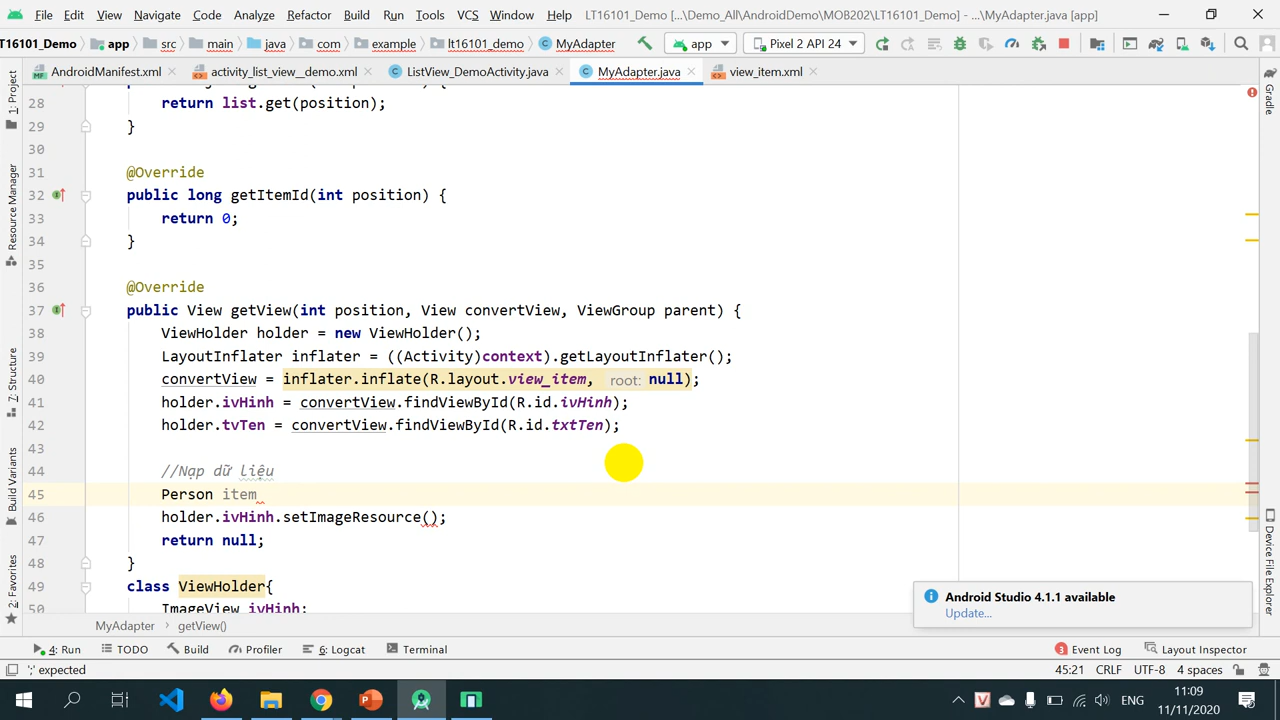 File Edit View Navigate Code Analyze Refactor Build Run Tools VCS Window Help LT16101_Demo [...\Demo_All\AndroidDemo\MOB202\LT16101_Demo] - ...\MyAdapter.java [app]
LT16101_Demo app src main java com example lt16101_demo MyAdapter app Pixel 2 API 24
AndroidManifest.xml activity_list_view__demo.xml ListView_DemoActivity.java MyAdapter.java view_item.xml
28 return list.get(position);
29 }
30
31 @Override
32 public long getItemId(int position) {
33 return 0;
34 }
35
36 @Override
37 public View getView(int position, View convertView, ViewGroup parent) {
38 ViewHolder holder = new ViewHolder();
39 LayoutInflater inflater = ((Activity)context).getLayoutInflater();
40 convertView = inflater.inflate(R.layout.view_item, root: null);
41 holder.ivHinh = convertView.findViewById(R.id.ivHinh);
42 holder.tvTen = convertView.findViewById(R.id.txtTen);
43
44 //Nạp dữ liệu
45 Person item
46 holder.ivHinh.setImageResource();
47 return null;
48 }
49 class ViewHolder{
50 ImageView ivHinh;
1: Project
Resource Manager
Z: Structure
Build Variants
2: Favorites
Gradle
Device File Explorer
Android Studio 4.1.1 available
Update...
MyAdapter getView()
4: Run TODO Build Profiler 6: Logcat Terminal 3 Event Log Layout Inspector
';' expected 45:21 CRLF UTF-8 4 spaces
ENG 11:09
11/11/2020